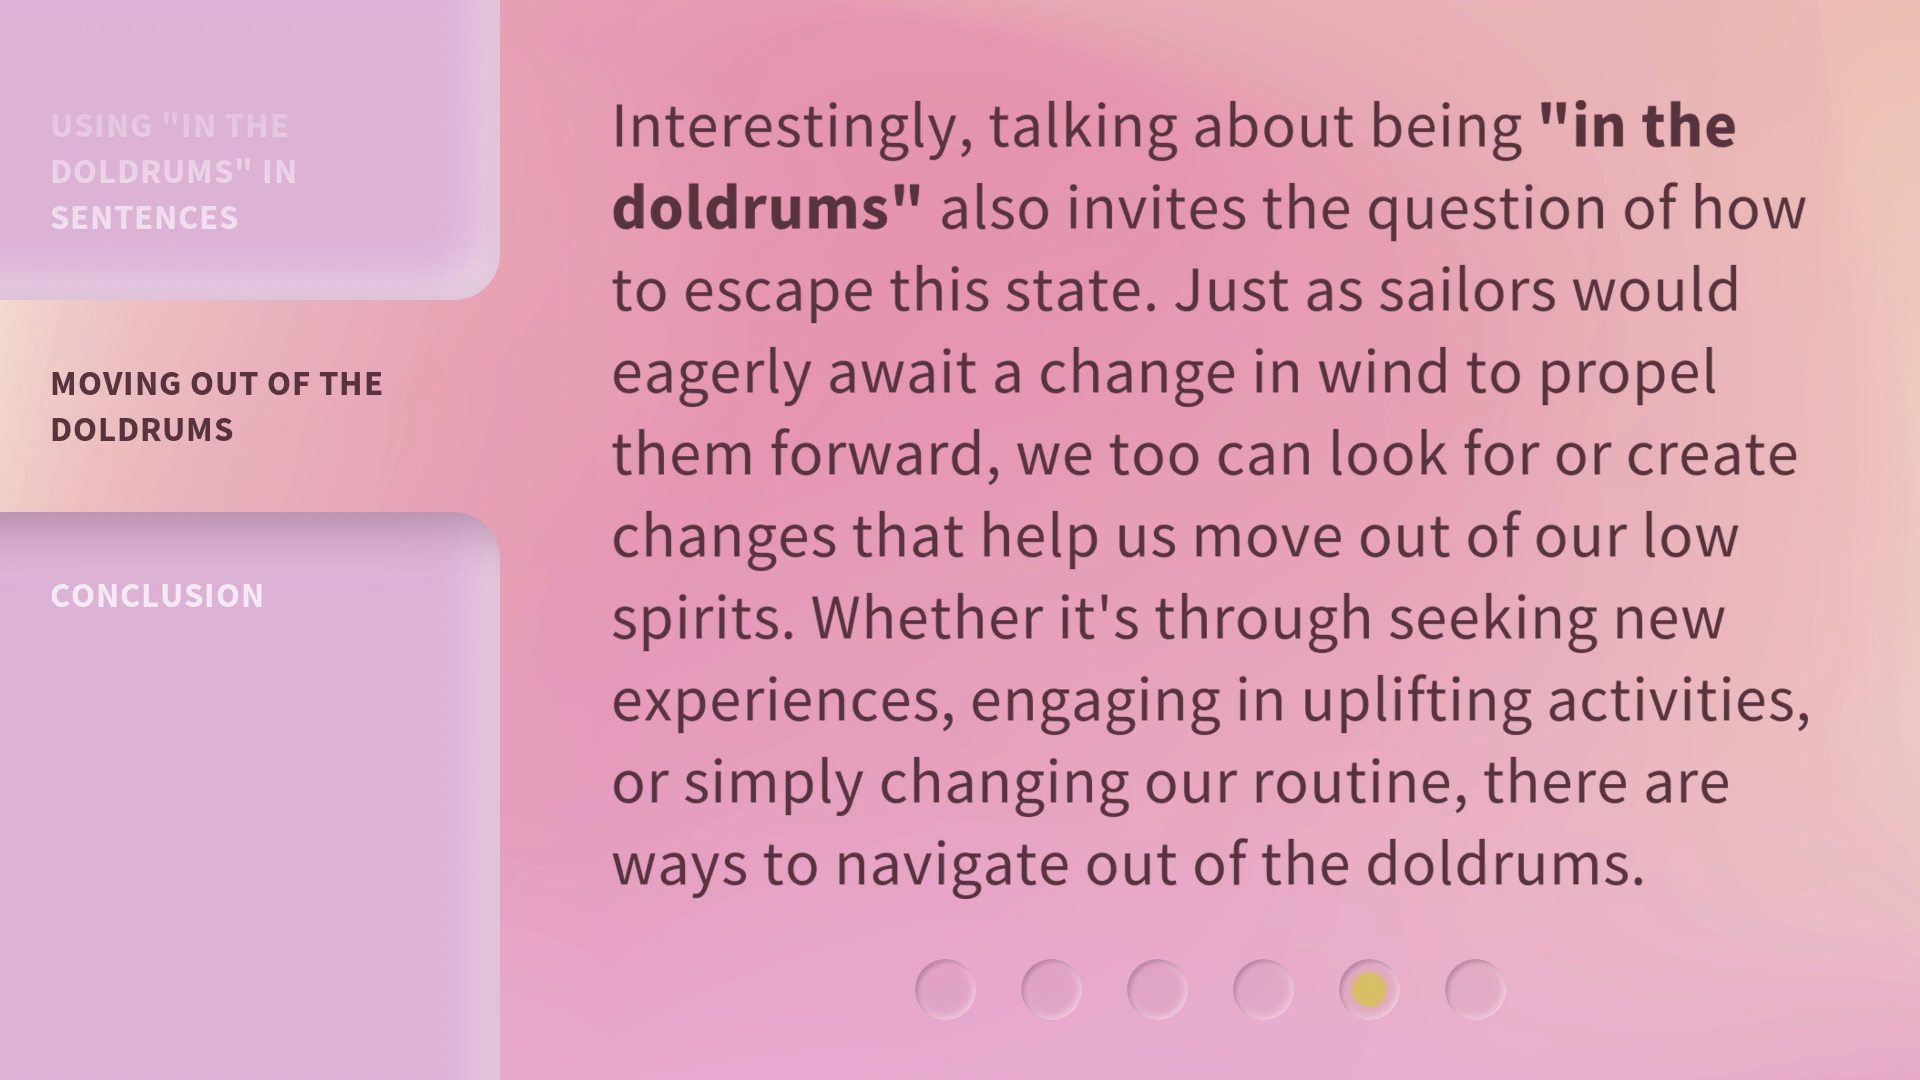 WHAT DOES IT MEAN?
USING "IN THE
DOLDRUMS" IN
SENTENCES
MOVING OUT OF THE
DOLDRUMS
CONCLUSION
Interestingly, talking about being "in the
doldrums" also invites the question of how
to escape this state. Just as sailors would
eagerly await a change in wind to propel
them forward, we too can look for or create
changes that help us move out of our low
spirits. Whether it's through seeking new
experiences, engaging in uplifting activities,
or simply changing our routine, there are
ways to navigate out of the doldrums.